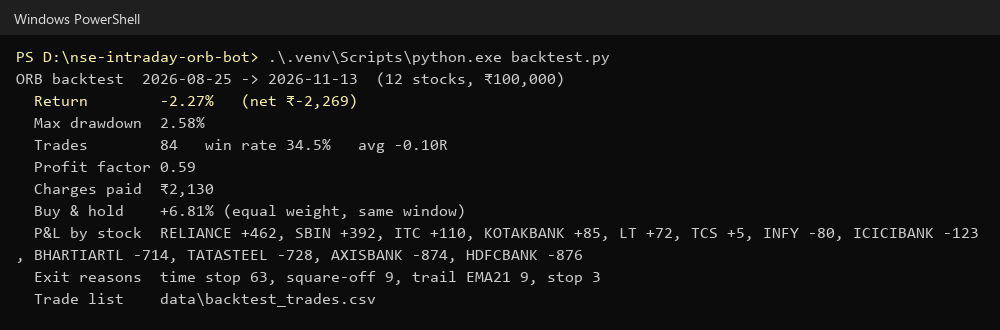 Windows PowerShell
PS D:\nse-intraday-orb-bot> .\.venv\Scripts\python.exe backtest.py
ORB backtest  2026-08-25 -> 2026-11-13  (12 stocks, ₹100,000)
  Return        -2.27%   (net ₹-2,269)
  Max drawdown  2.58%
  Trades        84   win rate 34.5%   avg -0.10R
  Profit factor 0.59
  Charges paid  ₹2,130
  Buy & hold    +6.81% (equal weight, same window)
  P&L by stock  RELIANCE +462, SBIN +392, ITC +110, KOTAKBANK +85, LT +72, TCS +5, INFY -80, ICICIBANK -123
, BHARTIARTL -714, TATASTEEL -728, AXISBANK -874, HDFCBANK -876
  Exit reasons  time stop 63, square-off 9, trail EMA21 9, stop 3
  Trade list    data\backtest_trades.csv